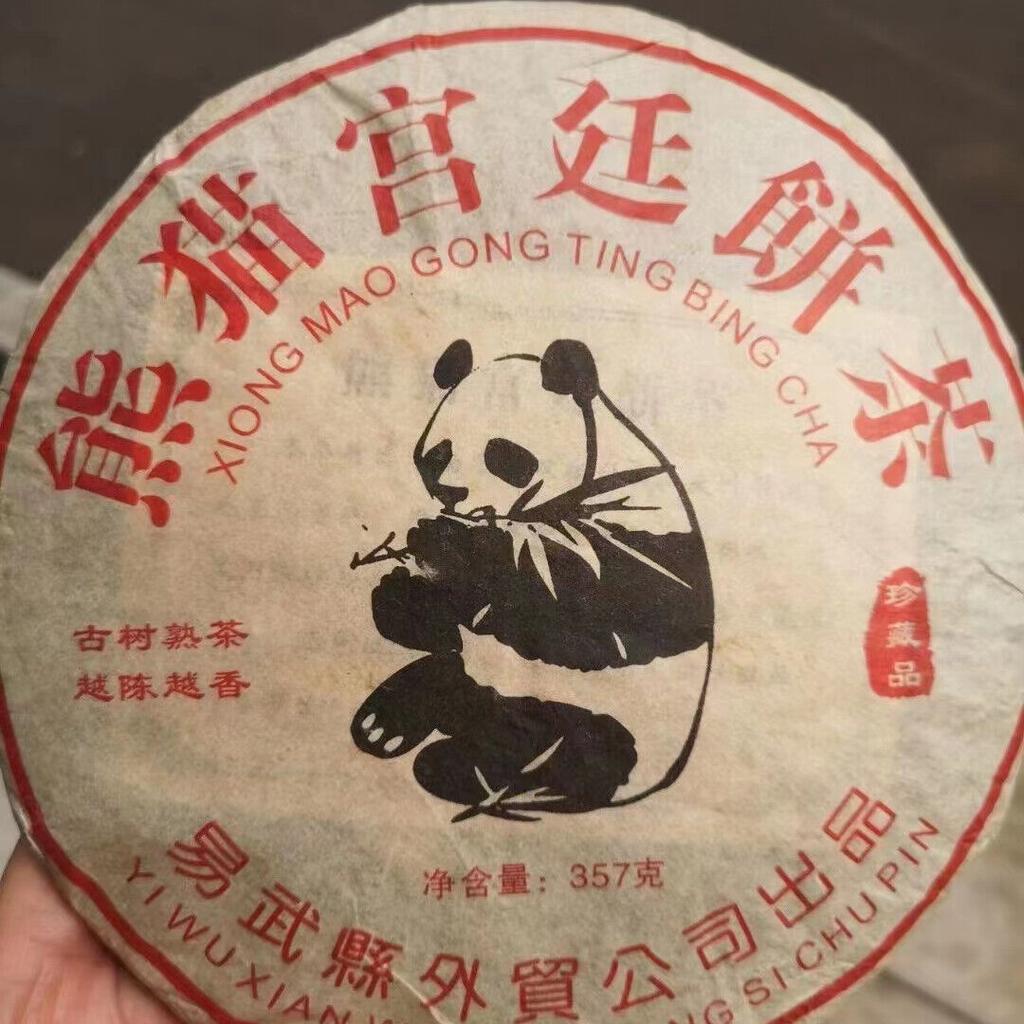 熊猫宫廷餅茶
XIONG MAO GONG TING BING CHA
古树熟茶
越陈越香
珍藏品
净含量：357克
易武縣外貿公司出品
YI WU XIAN SI CHU PIN